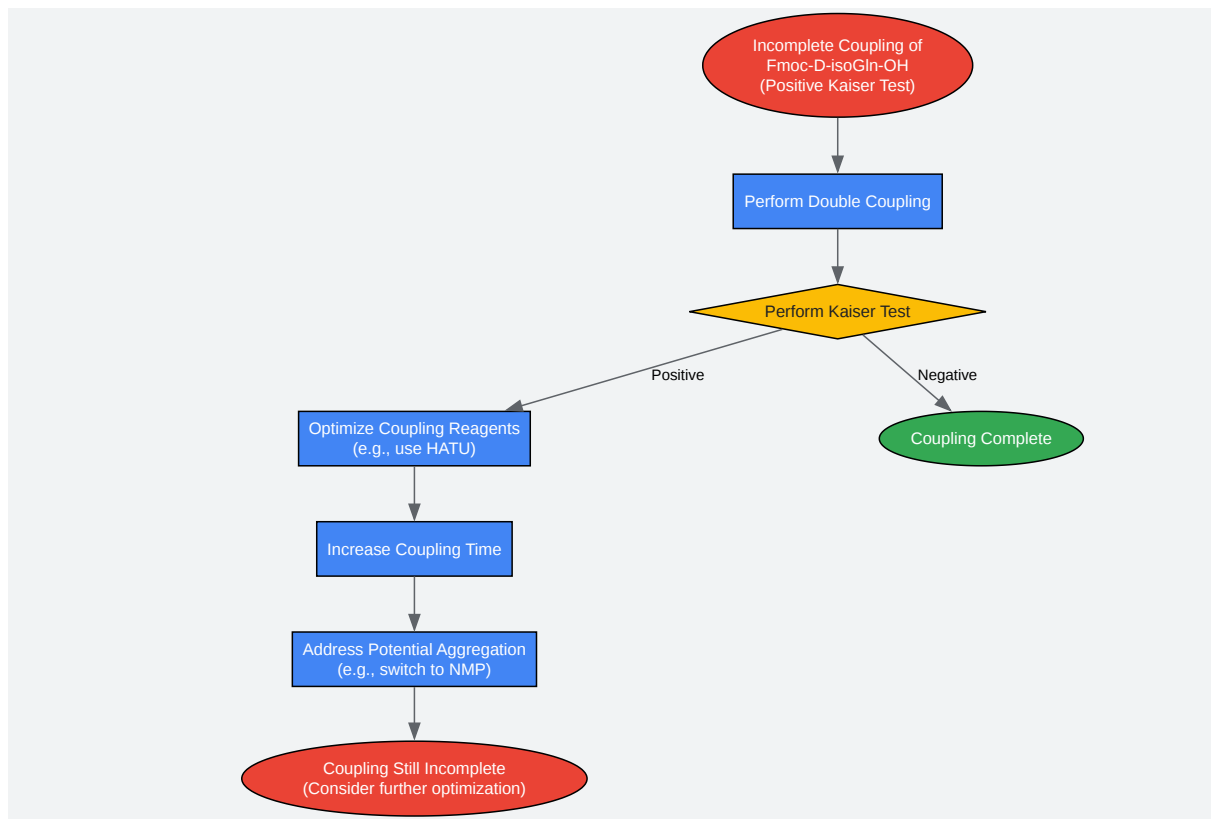 Incomplete Coupling of
Fmoc-D-isoGln-OH
(Positive Kaiser Test)
Perform Double Coupling
Perform Kaiser Test
Positive
Negative
Optimize Coupling Reagents
(e.g., use HATU)
Coupling Complete
Increase Coupling Time
Address Potential Aggregation
(e.g., switch to NMP)
Coupling Still Incomplete
(Consider further optimization)